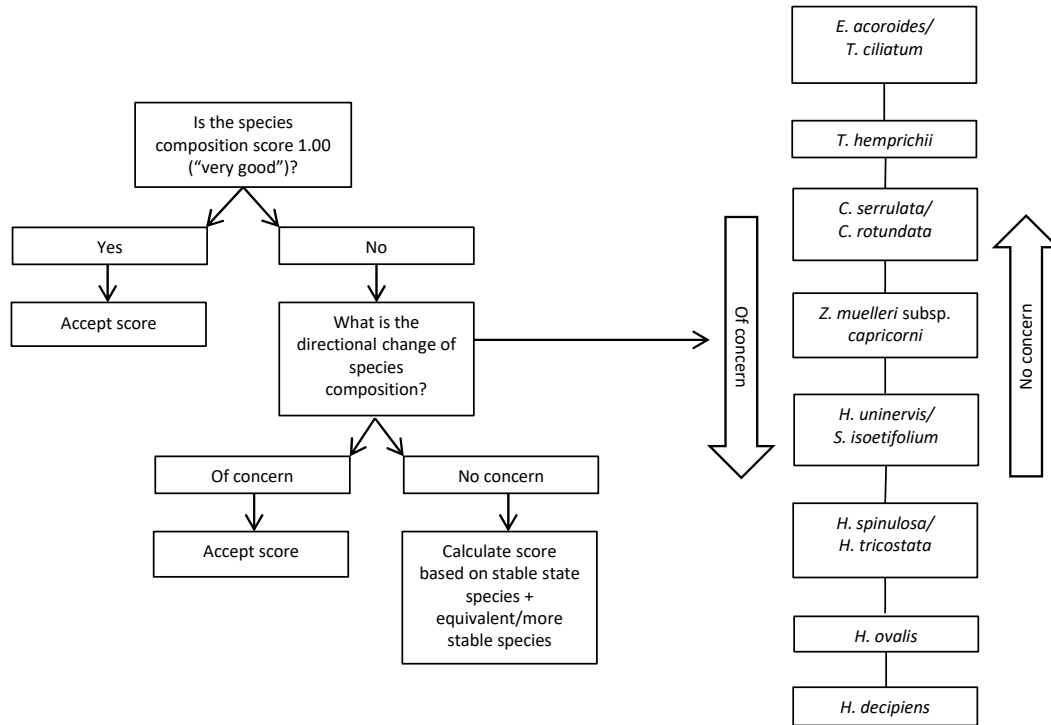 Is the species
composition score 1.00
(“very good”)?
Yes
No
Accept score
What is the
directional change of
species
composition?
Of concern
No concern
Accept score
Calculate score
based on stable state
species +
equivalent/more
stable species
Of concern
E. acoroides/
T. ciliatum
T. hemprichii
C. serrulata/
C. rotundata
Z. muelleri subsp.
capricorni
H. uninervis/
S. isoetifolium
H. spinulosa/
H. tricostata
H. ovalis
H. decipiens
No concern